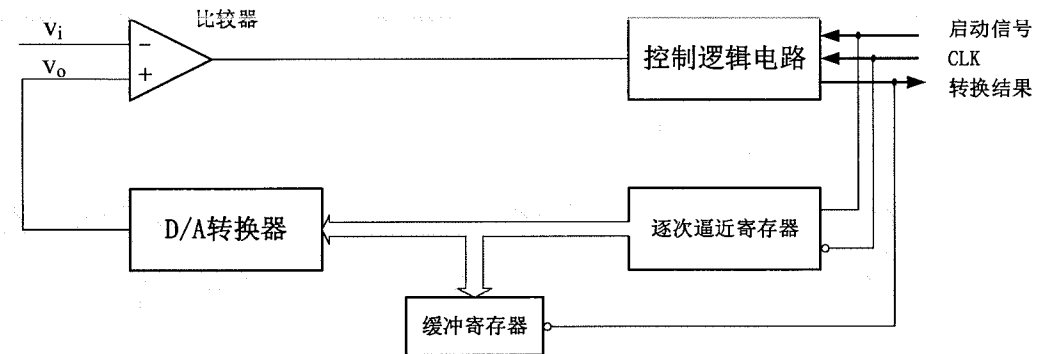 比较器
Vi
−
Vo
+
控制逻辑电路
启动信号
CLK
转换结果
D/A转换器
逐次逼近寄存器
缓冲寄存器